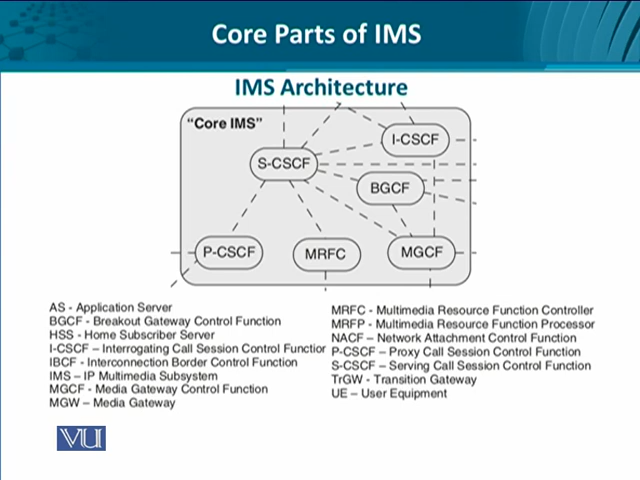 Core Parts of IMS
IMS Architecture
“Core IMS”
I-CSCF
S-CSCF
BGCF
P-CSCF
MRFC
MGCF
AS - Application Server
BGCF - Breakout Gateway Control Function
HSS - Home Subscriber Server
I-CSCF – Interrogating Call Session Control Function
IBCF - Interconnection Border Control Function
IMS – IP Multimedia Subsystem
MGCF - Media Gateway Control Function
MGW – Media Gateway
MRFC - Multimedia Resource Function Controller
MRFP - Multimedia Resource Function Processor
NACF – Network Attachment Control Function
P-CSCF – Proxy Call Session Control Function
S-CSCF – Serving Call Session Control Function
TrGW - Transition Gateway
UE – User Equipment
VU